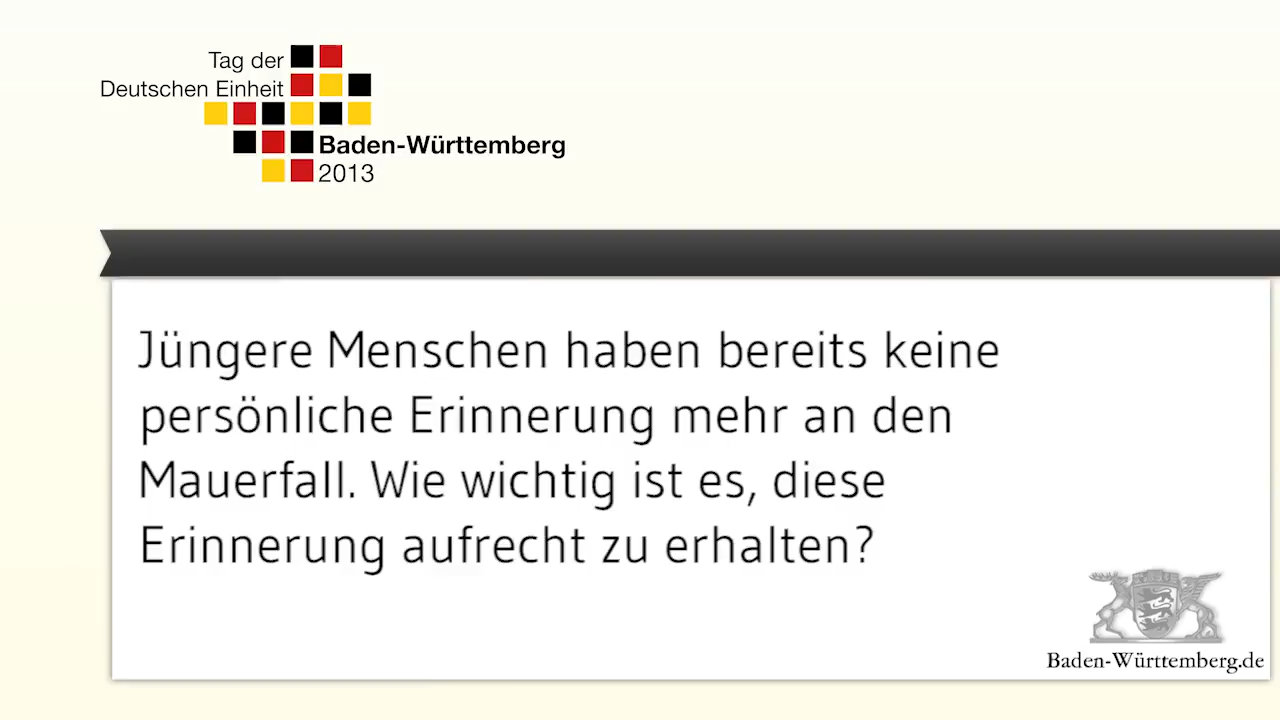 Tag der
Deutschen Einheit
Baden-Württemberg
2013
Jüngere Menschen haben bereits keine
persönliche Erinnerung mehr an den
Mauerfall. Wie wichtig ist es, diese
Erinnerung aufrecht zu erhalten?
Baden-Württemberg.de